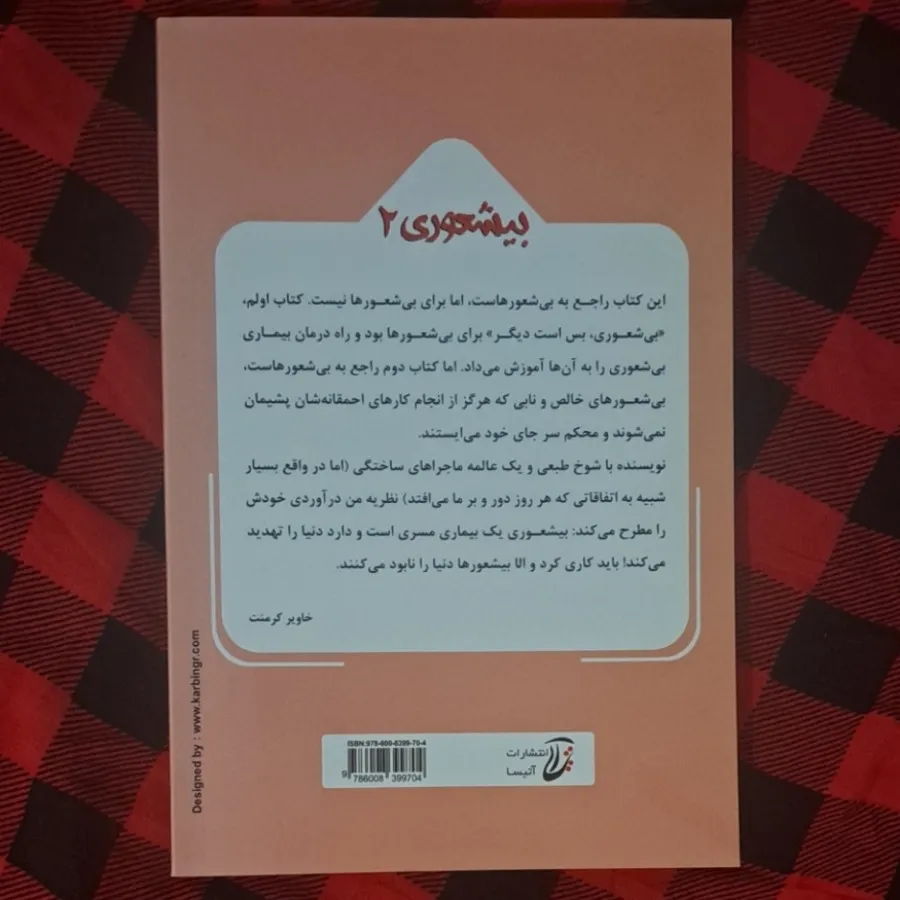 بیشعوری ۲
این کتاب راجع به بی‌شعورهاست، اما برای بی‌شعورها نیست. کتاب اولم،
«بی‌شعوری، بس است دیگر» برای بی‌شعورها بود و راه درمان بیماری
بی‌شعوری را به آن‌ها آموزش می‌داد. اما کتاب دوم راجع به بی‌شعورهاست،
بی‌شعورهای خالص و نابی که هرگز از انجام کارهای احمقانه‌شان پشیمان
نمی‌شوند و محکم سر جای خود می‌ایستند.
نویسنده با شوخ طبعی و یک عالمه ماجراهای ساختگی (اما در واقع بسیار
شبیه به اتفاقاتی که هر روز دور و بر ما می‌افتد) نظریه من درآوردی خودش
را مطرح می‌کند: بیشعوری یک بیماری مسری است و دارد دنیا را تهدید
می‌کند! باید کاری کرد و الا بیشعورها دنیا را نابود می‌کنند.
خاویر کرمنت
Designed by : www.karbingr.com
ISBN:978-600-8399-70-4
9 786008 399704
انتشارات
آتیسا